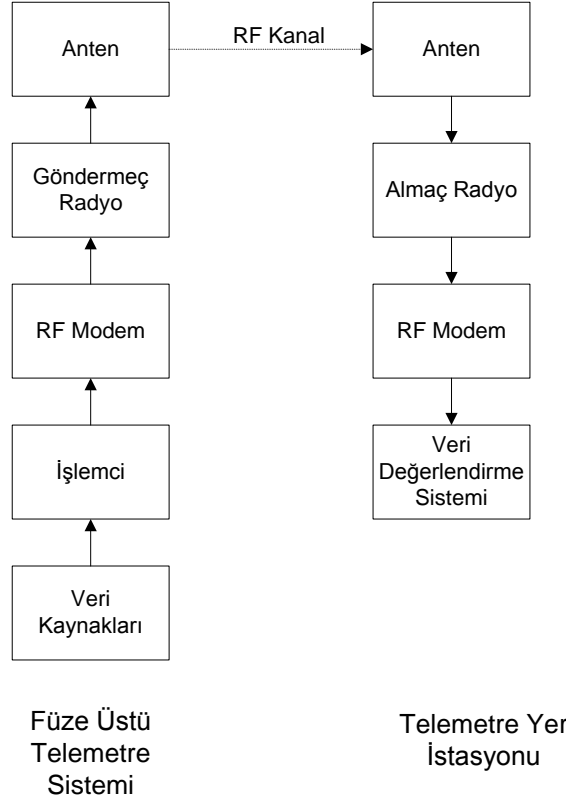 Anten
RF Kanal
Anten
Göndermeç
Radyo
Almaç Radyo
RF Modem
RF Modem
İşlemci
Veri
Değerlendirme
Sistemi
Veri
Kaynakları
Füze Üstü
Telemetre
Sistemi
Telemetre Yer
İstasyonu